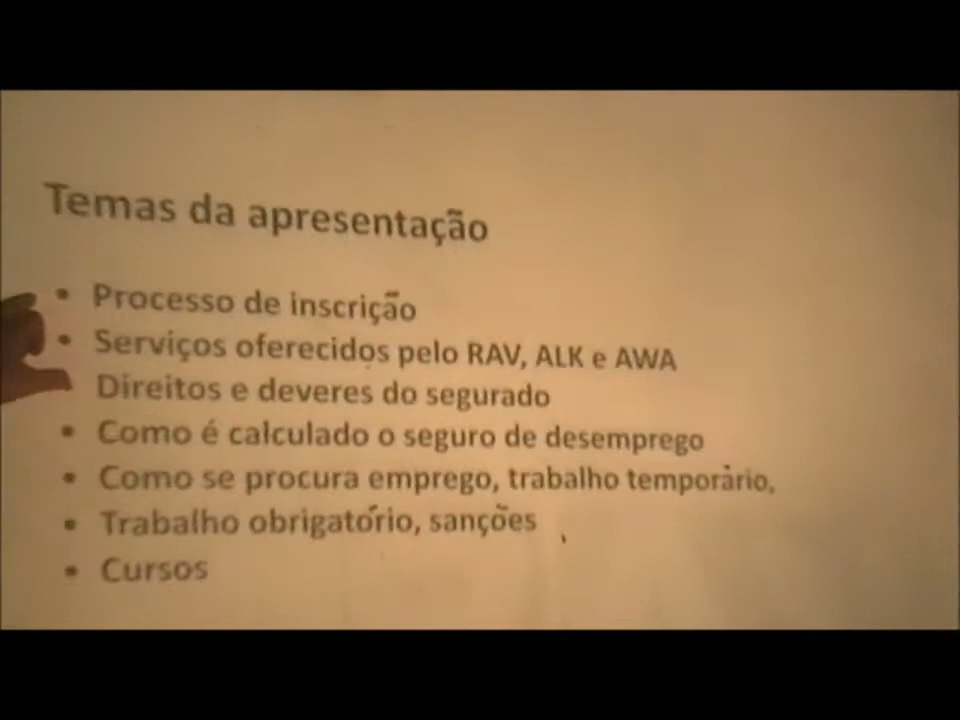 Temas da apresentação
• Processo de inscrição
• Serviços oferecidos pelo RAV, ALK e AWA
Direitos e deveres do segurado
• Como é calculado o seguro de desemprego
• Como se procura emprego, trabalho temporário,
• Trabalho obrigatório, sanções
• Cursos